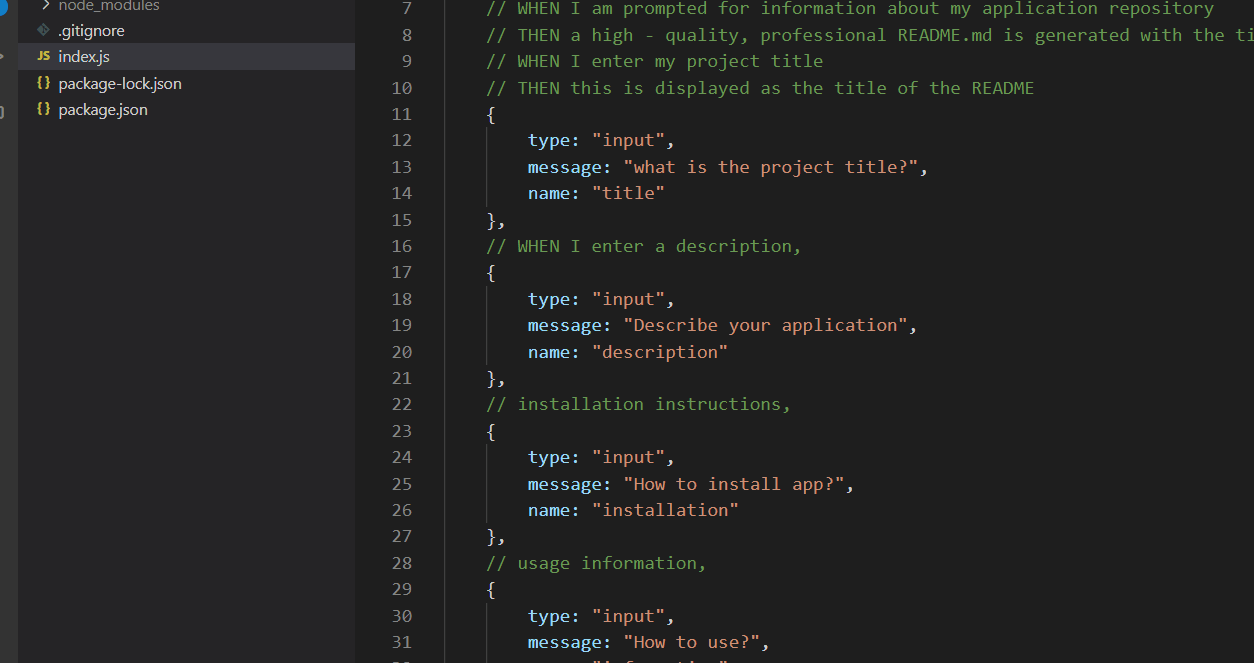 node_modules
.gitignore
JS index.js
{} package-lock.json
{} package.json
7 // WHEN I am prompted for information about my application repository
8 // THEN a high - quality, professional README.md is generated with the ti
9 // WHEN I enter my project title
10 // THEN this is displayed as the title of the README
11 {
12 type: "input",
13 message: "what is the project title?",
14 name: "title"
15 },
16 // WHEN I enter a description,
17 {
18 type: "input",
19 message: "Describe your application",
20 name: "description"
21 },
22 // installation instructions,
23 {
24 type: "input",
25 message: "How to install app?",
26 name: "installation"
27 },
28 // usage information,
29 {
30 type: "input",
31 message: "How to use?",